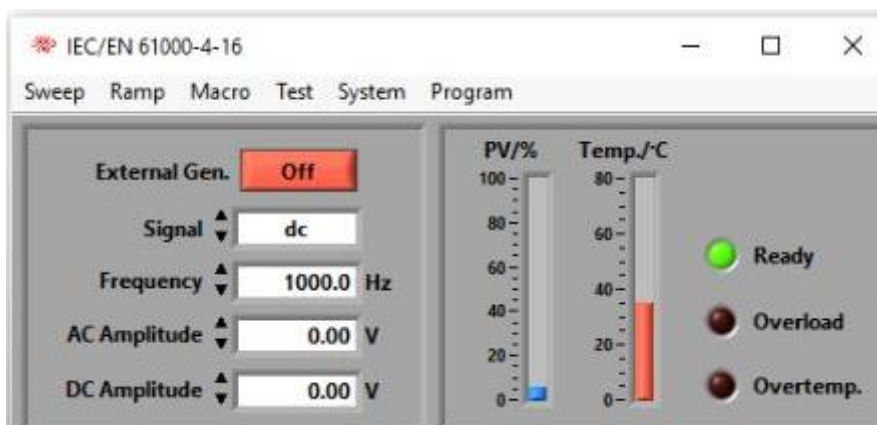 IEC/EN 61000-4-16
Sweep Ramp Macro Test System Program
External Gen. Off
Signal dc
Frequency 1000.0 Hz
AC Amplitude 0.00 V
DC Amplitude 0.00 V
PV/%
100
80
60
40
20
0
Temp./°C
80
60
40
20
0
Ready
Overload
Overtemp.